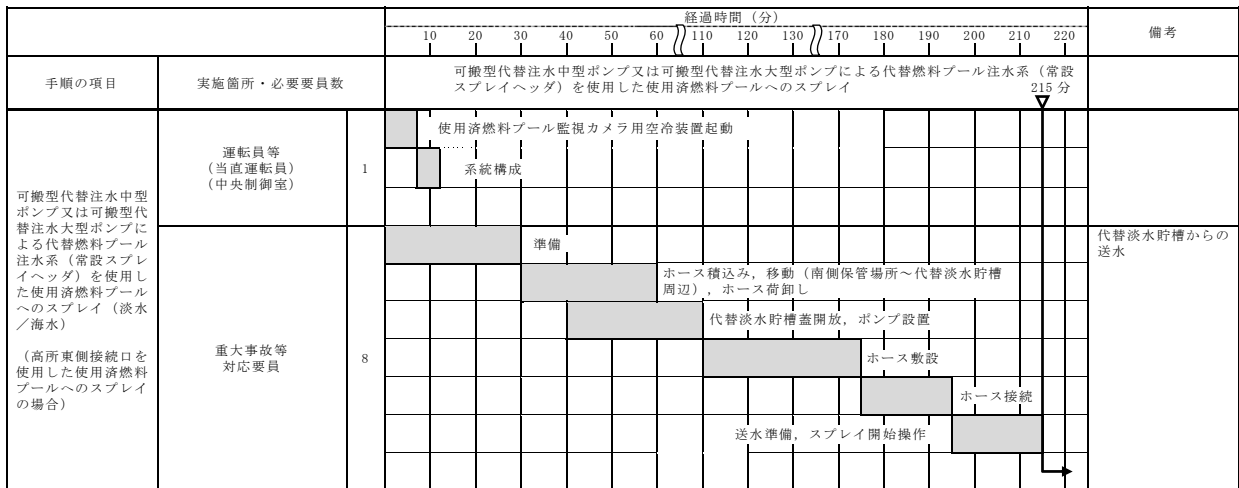 経過時間（分）
備考
10 20 30 40 50 60 110 120 130 170 180 190 200 210 220
手順の項目
実施箇所・必要要員数
可搬型代替注水中型ポンプ又は可搬型代替注水大型ポンプによる代替燃料プール注水系（常設
スプレイヘッダ）を使用した使用済燃料プールへのスプレイ
215 分
可搬型代替注水中型
ポンプ又は可搬型代
替注水大型ポンプに
よる代替燃料プール
注水系（常設スプレ
イヘッダ）を使用し
た使用済燃料プール
へのスプレイ（淡水
／海水）
（高所東側接続口を
使用した使用済燃料
プールへのスプレイ
の場合）
運転員等
（当直運転員）
（中央制御室）
1
使用済燃料プール監視カメラ用空冷装置起動
系統構成
重大事故等
対応要員
8
準備
ホース積込み，移動（南側保管場所～代替淡水貯槽
周辺），ホース荷卸し
代替淡水貯槽蓋開放，ポンプ設置
ホース敷設
ホース接続
送水準備，スプレイ開始操作
代替淡水貯槽からの
送水